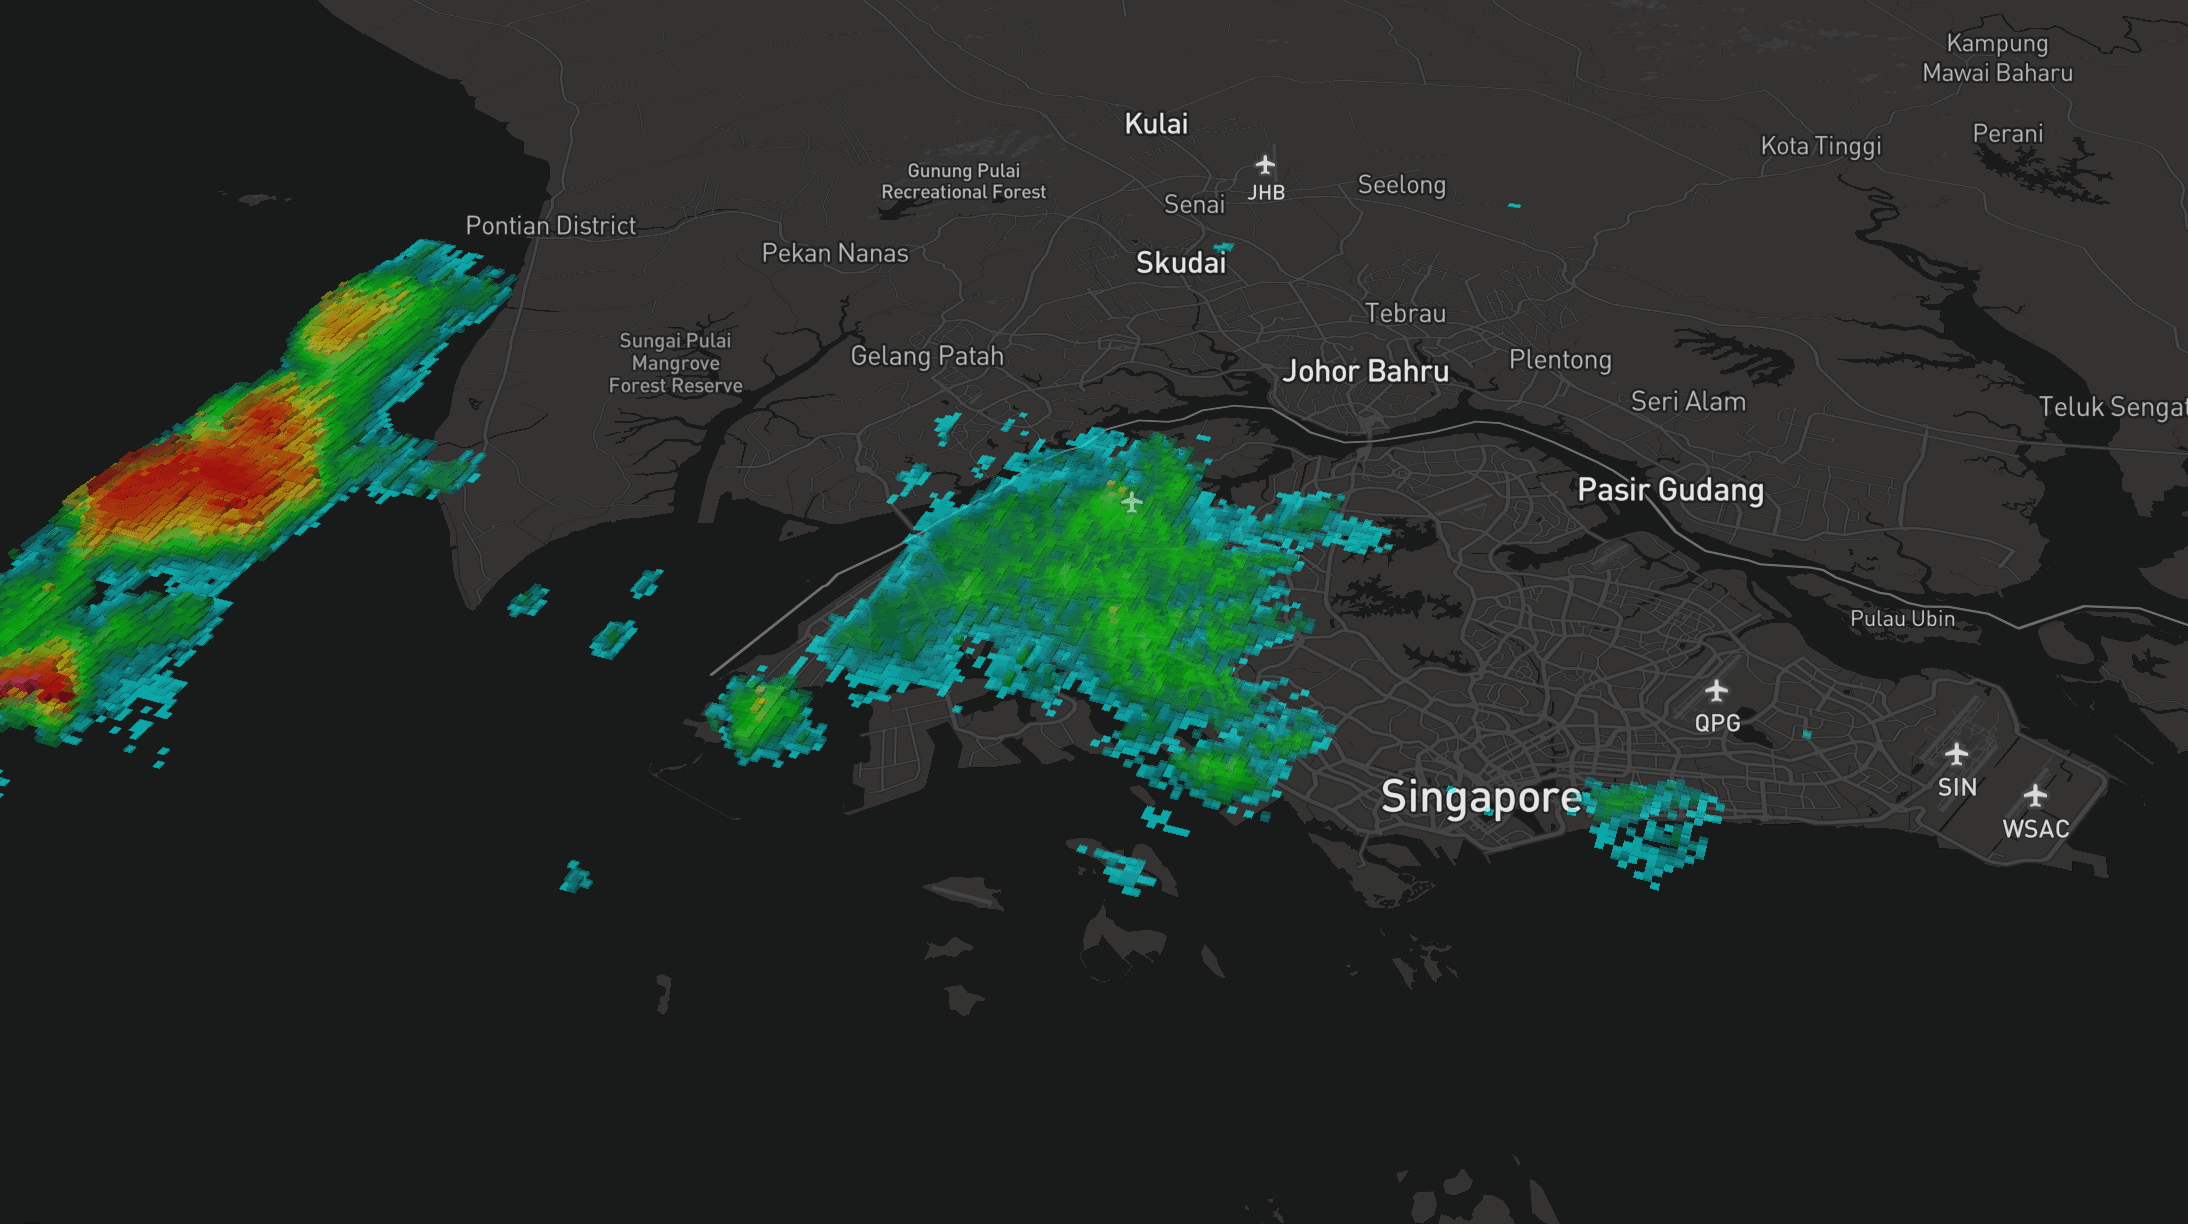 Kampung
Mawai Baharu
Kulai
Perani
Kota Tinggi
Gunung Pulai
Recreational Forest
JHB
Seelong
Senai
Pontian District
Pekan Nanas
Skudai
Tebrau
Sungai Pulai
Mangrove
Forest Reserve
Gelang Patah
Johor Bahru
Plentong
Seri Alam
Teluk Sengat
Pasir Gudang
Pulau Ubin
QPG
SIN
Singapore
WSAC